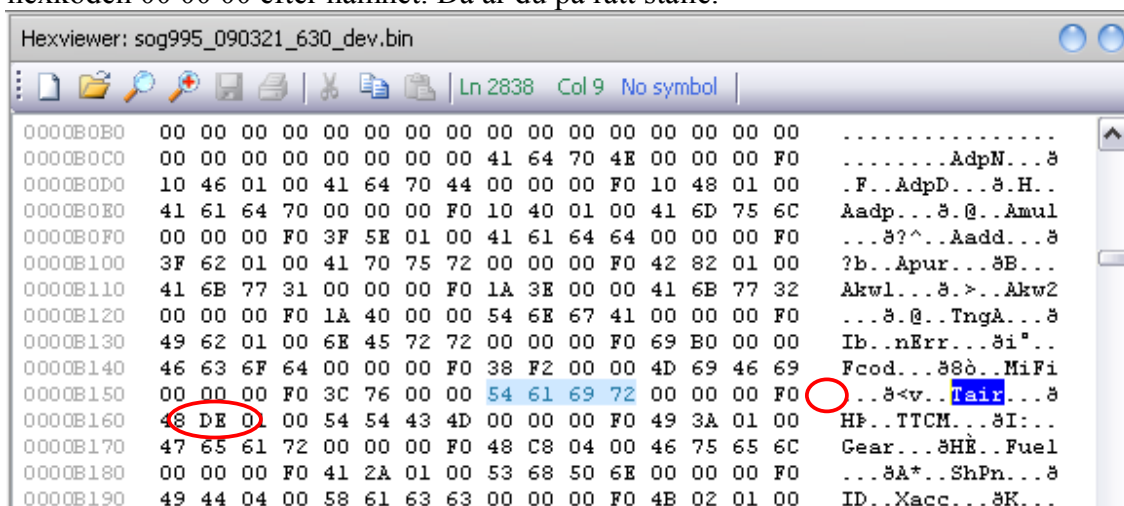 hexkoden 00 00 00 efter namnet. Då är du på rätt ställe.
Hexviewer: sog995_090321_630_dev.bin
Ln 2838 Col 9 No symbol
0000B0B0 00 00 00 00 00 00 00 00 00 00 00 00 00 00 00 00 ................
0000B0C0 00 00 00 00 00 00 00 00 41 64 70 4E 00 00 00 F0 ........AdpN...ð
0000B0D0 10 46 01 00 41 64 70 44 00 00 00 F0 10 48 01 00 .F..AdpD...ð.H..
0000B0E0 41 61 64 70 00 00 00 F0 10 40 01 00 41 6D 75 6C Aadp...ð.@..Amul
0000B0F0 00 00 00 F0 3F 5E 01 00 41 61 64 64 00 00 00 F0 ...ð?^..Aadd...ð
0000B100 3F 62 01 00 41 70 75 72 00 00 00 F0 42 82 01 00 ?b..Apur...ðB...
0000B110 41 6B 77 31 00 00 00 F0 1A 3E 00 00 41 6B 77 32 Akw1...ð.>..Akw2
0000B120 00 00 00 F0 1A 40 00 00 54 6E 67 41 00 00 00 F0 ...ð.@..TngA...ð
0000B130 49 62 01 00 6E 45 72 72 00 00 00 F0 69 B0 00 00 Ib..nErr...ði°..
0000B140 46 63 6F 64 00 00 00 F0 38 F2 00 00 4D 69 46 69 Fcod...ð8ò..MiFi
0000B150 00 00 00 F0 3C 76 00 00 54 61 69 72 00 00 00 F0 ...ð<v..Tair...ð
0000B160 48 DE 01 00 54 54 43 4D 00 00 00 F0 49 3A 01 00 HÞ..TTCM...ðI:..
0000B170 47 65 61 72 00 00 00 F0 48 C8 04 00 46 75 65 6C Gear...ðHÈ..Fuel
0000B180 00 00 00 F0 41 2A 01 00 53 68 50 6E 00 00 00 F0 ...ðA*..ShPn...ð
0000B190 49 44 04 00 58 61 63 63 00 00 00 F0 4B 02 01 00 ID..Xacc...ðK...